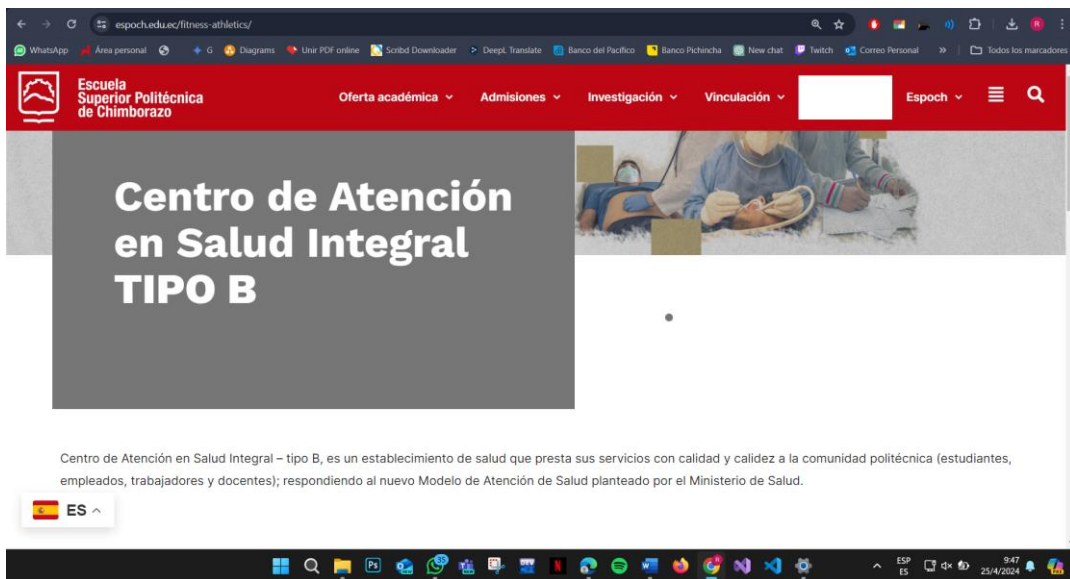 espoch.edu.ec/fitness-athletics/
WhatsApp Área personal G Diagrams Unir PDF online Scribd Downloader DeepL Translate Banco del Pacífico Banco Pichincha New chat Twitch Correo Personal » Todos los marcadores
Escuela
Superior Politécnica
de Chimborazo
Oferta académica Admisiones Investigación Vinculación Espoch
Centro de Atención
en Salud Integral
TIPO B
Centro de Atención en Salud Integral – tipo B, es un establecimiento de salud que presta sus servicios con calidad y calidez a la comunidad politécnica (estudiantes,
empleados, trabajadores y docentes); respondiendo al nuevo Modelo de Atención de Salud planteado por el Ministerio de Salud.
ES
35
Ps
N
ESP
ES
9:47
25/4/2024